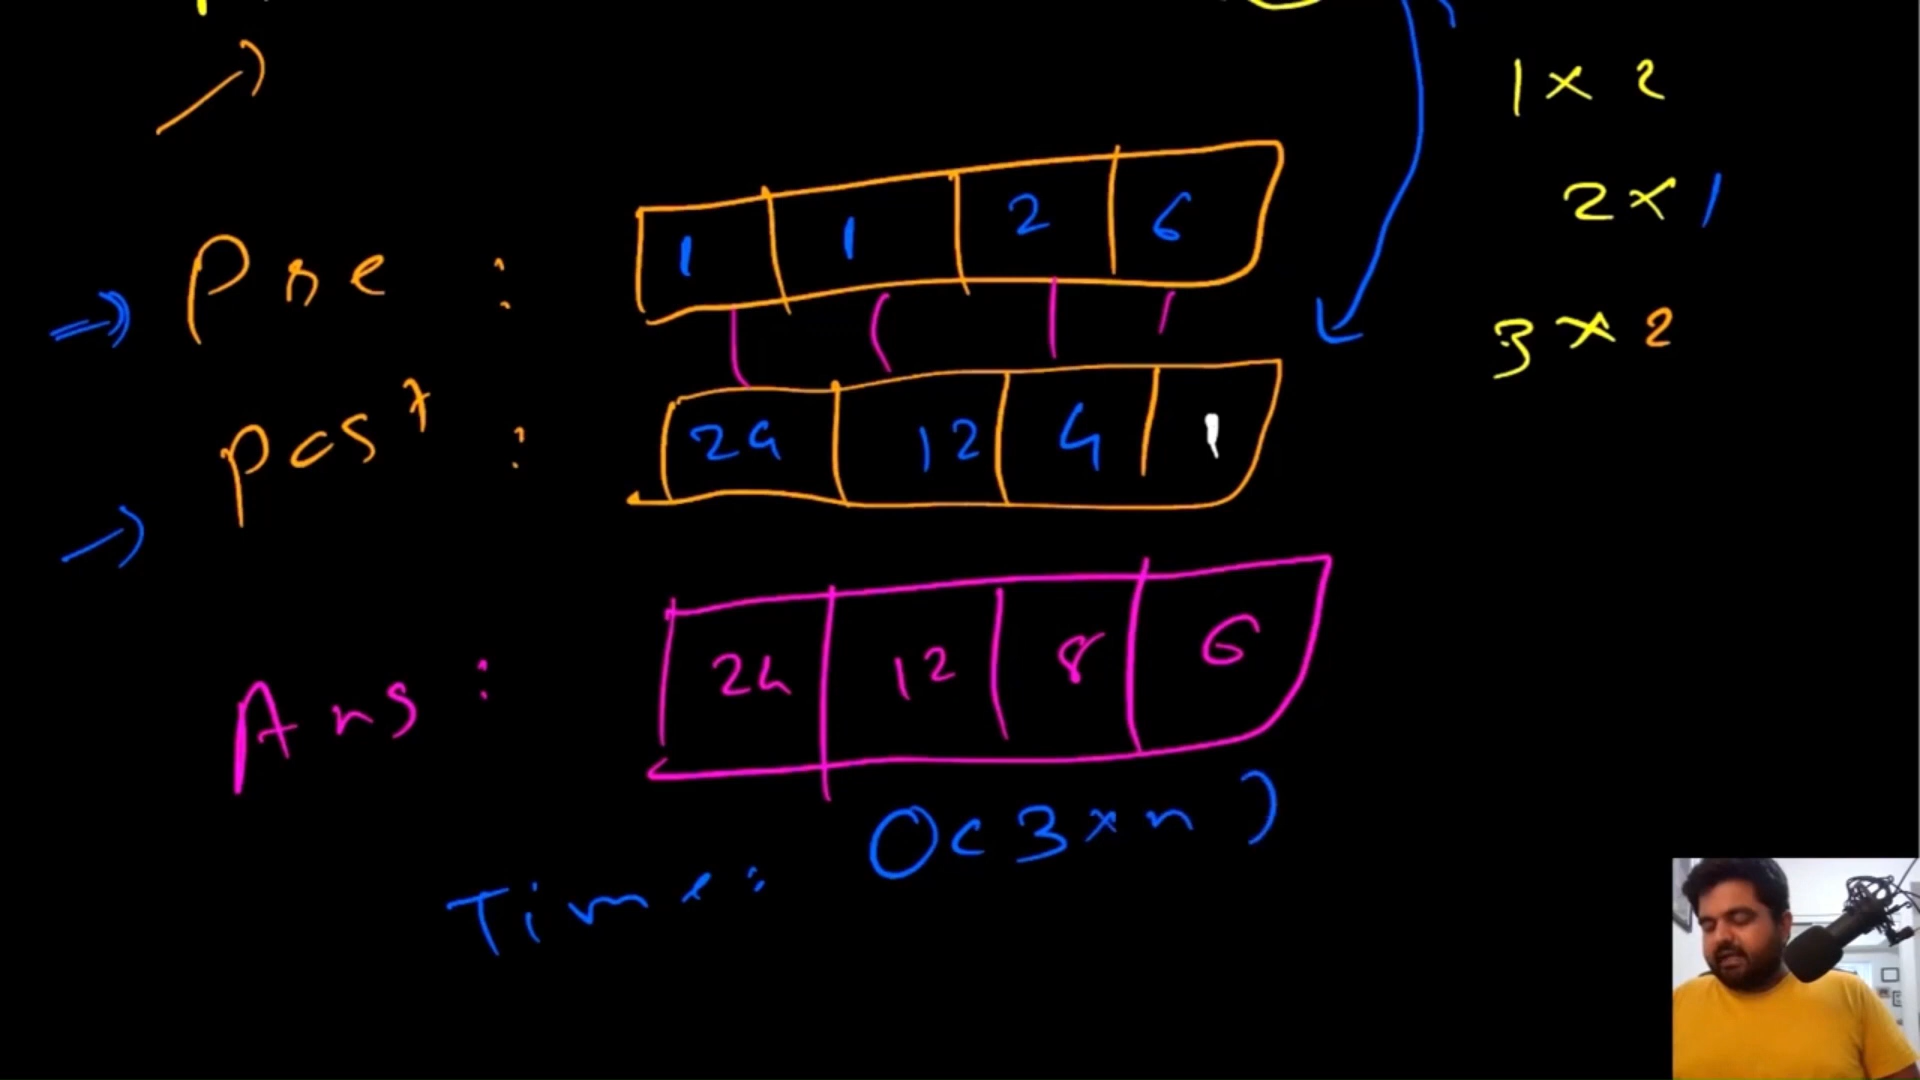 1 x 2
2 x 1
3 x 2
Pre : 1 1 2 6
post : 24 12 4 1
Ans : 24 12 8 6
Time: O(3 x n)